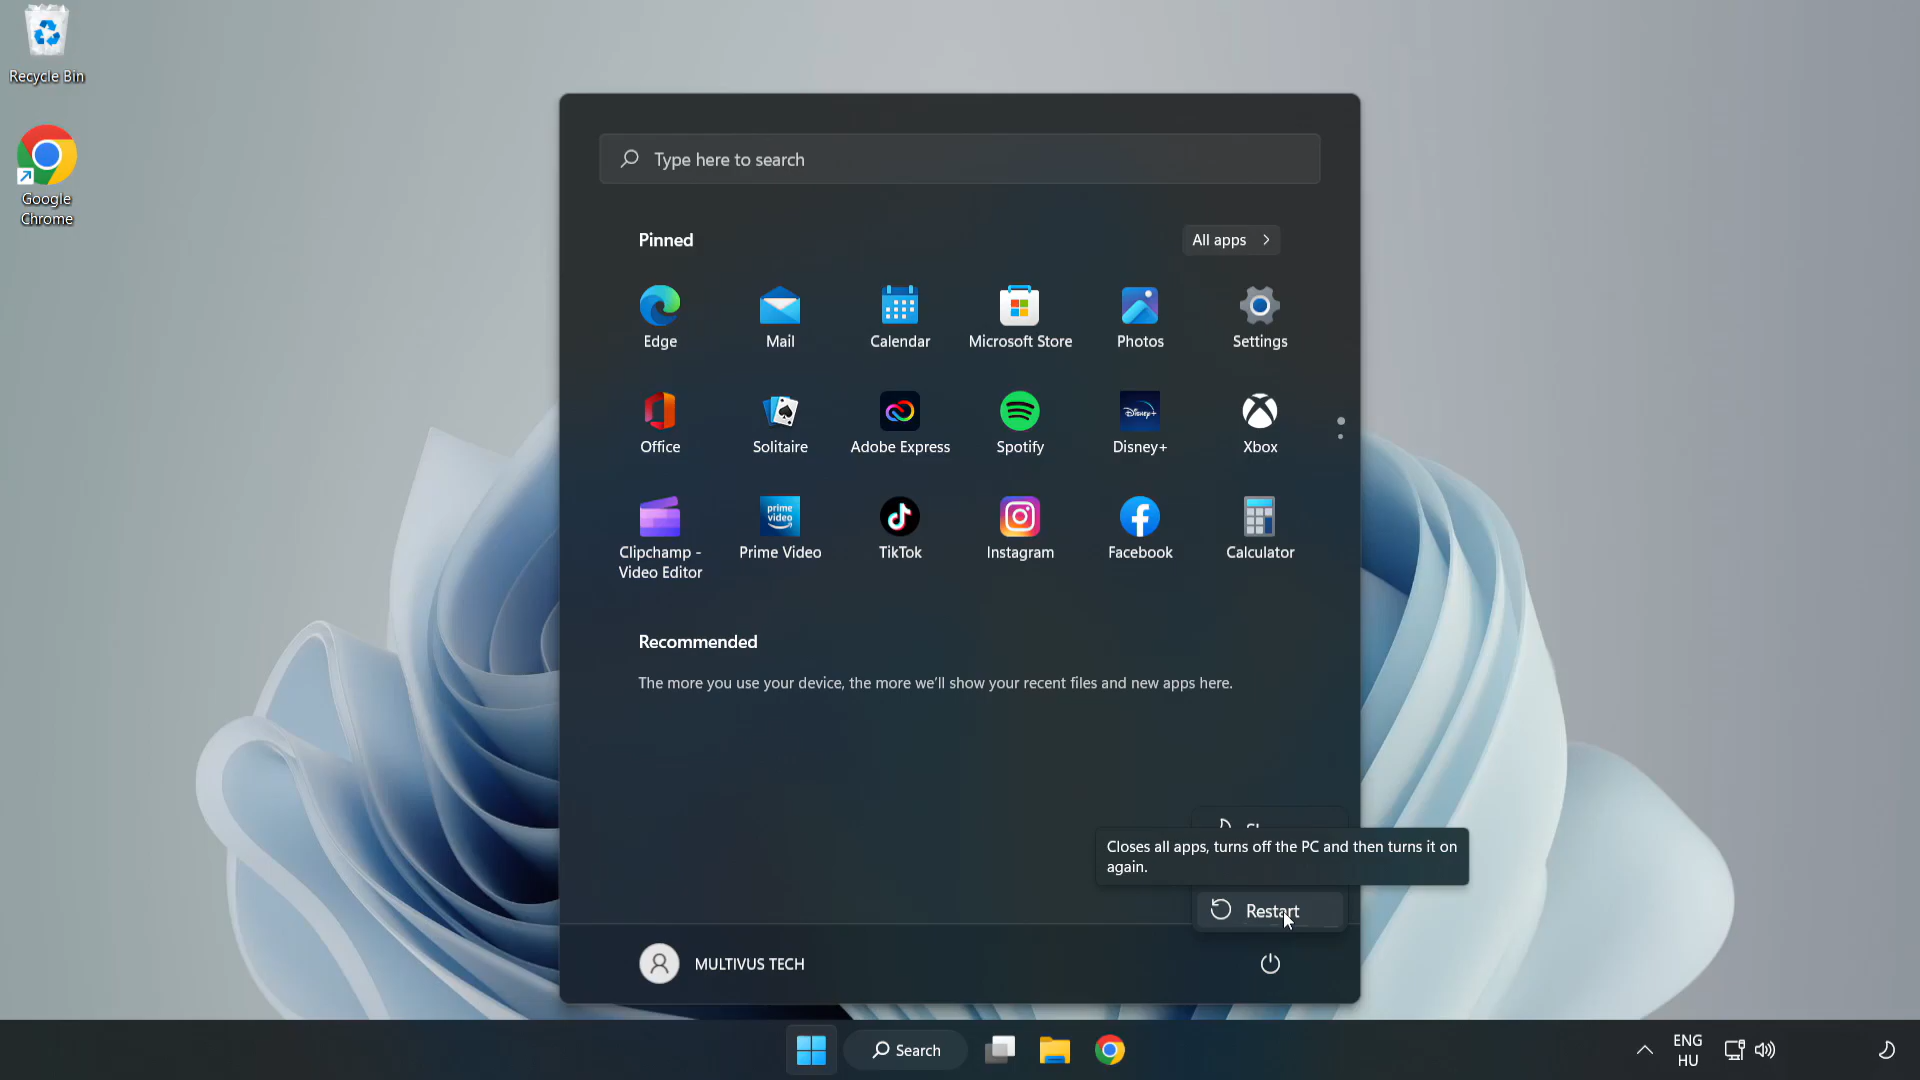 Recycle Bin
Google
Chrome
Type here to search
Pinned
All apps
Edge
Mail
Calendar
Microsoft Store
Photos
Settings
Office
Solitaire
Adobe Express
Spotify
Disney+
Xbox
Disney+
prime
video
Clipchamp -
Video Editor
Prime Video
TikTok
Instagram
Facebook
Calculator
Recommended
The more you use your device, the more we'll show your recent files and new apps here.
Closes all apps, turns off the PC and then turns it on
again.
Restart
MULTIVUS TECH
Search
ENG
HU